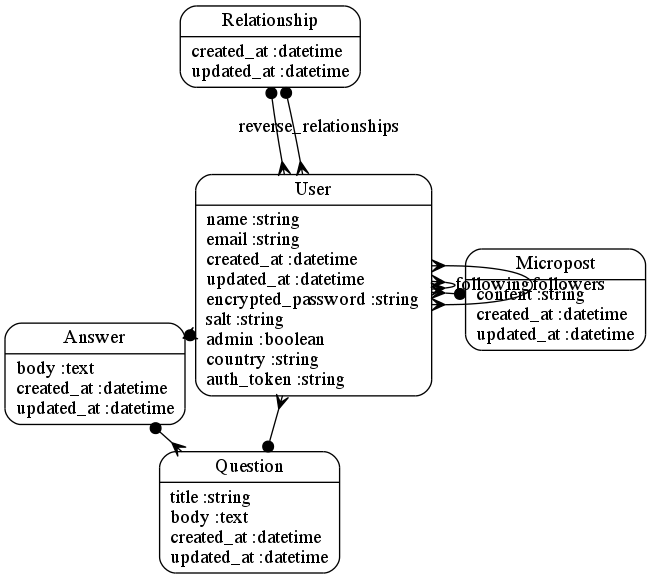 Relationship
created_at :datetime
updated_at :datetime
reverse_relationships
User
name :string
email :string
created_at :datetime
updated_at :datetime
encrypted_password :string
salt :string
admin :boolean
country :string
auth_token :string
following
followers
Micropost
content :string
created_at :datetime
updated_at :datetime
Answer
body :text
created_at :datetime
updated_at :datetime
Question
title :string
body :text
created_at :datetime
updated_at :datetime